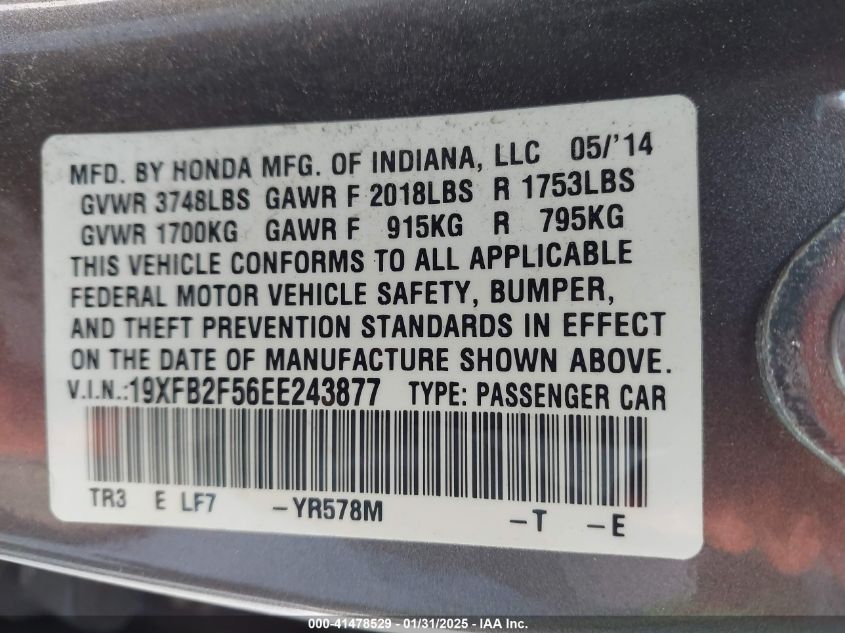 MFD. BY HONDA MFG. OF INDIANA, LLC 05/'14
GVWR 3748LBS GAWR F 2018LBS R 1753LBS
GVWR 1700KG GAWR F 915KG R 795KG
THIS VEHICLE CONFORMS TO ALL APPLICABLE
FEDERAL MOTOR VEHICLE SAFETY, BUMPER,
AND THEFT PREVENTION STANDARDS IN EFFECT
ON THE DATE OF MANUFACTURE SHOWN ABOVE.
V.I.N.:19XFB2F56EE243877 TYPE: PASSENGER CAR
TR3 E LF7 -YR578M -T -E
000-41478529 - 01/31/2025 - IAA Inc.